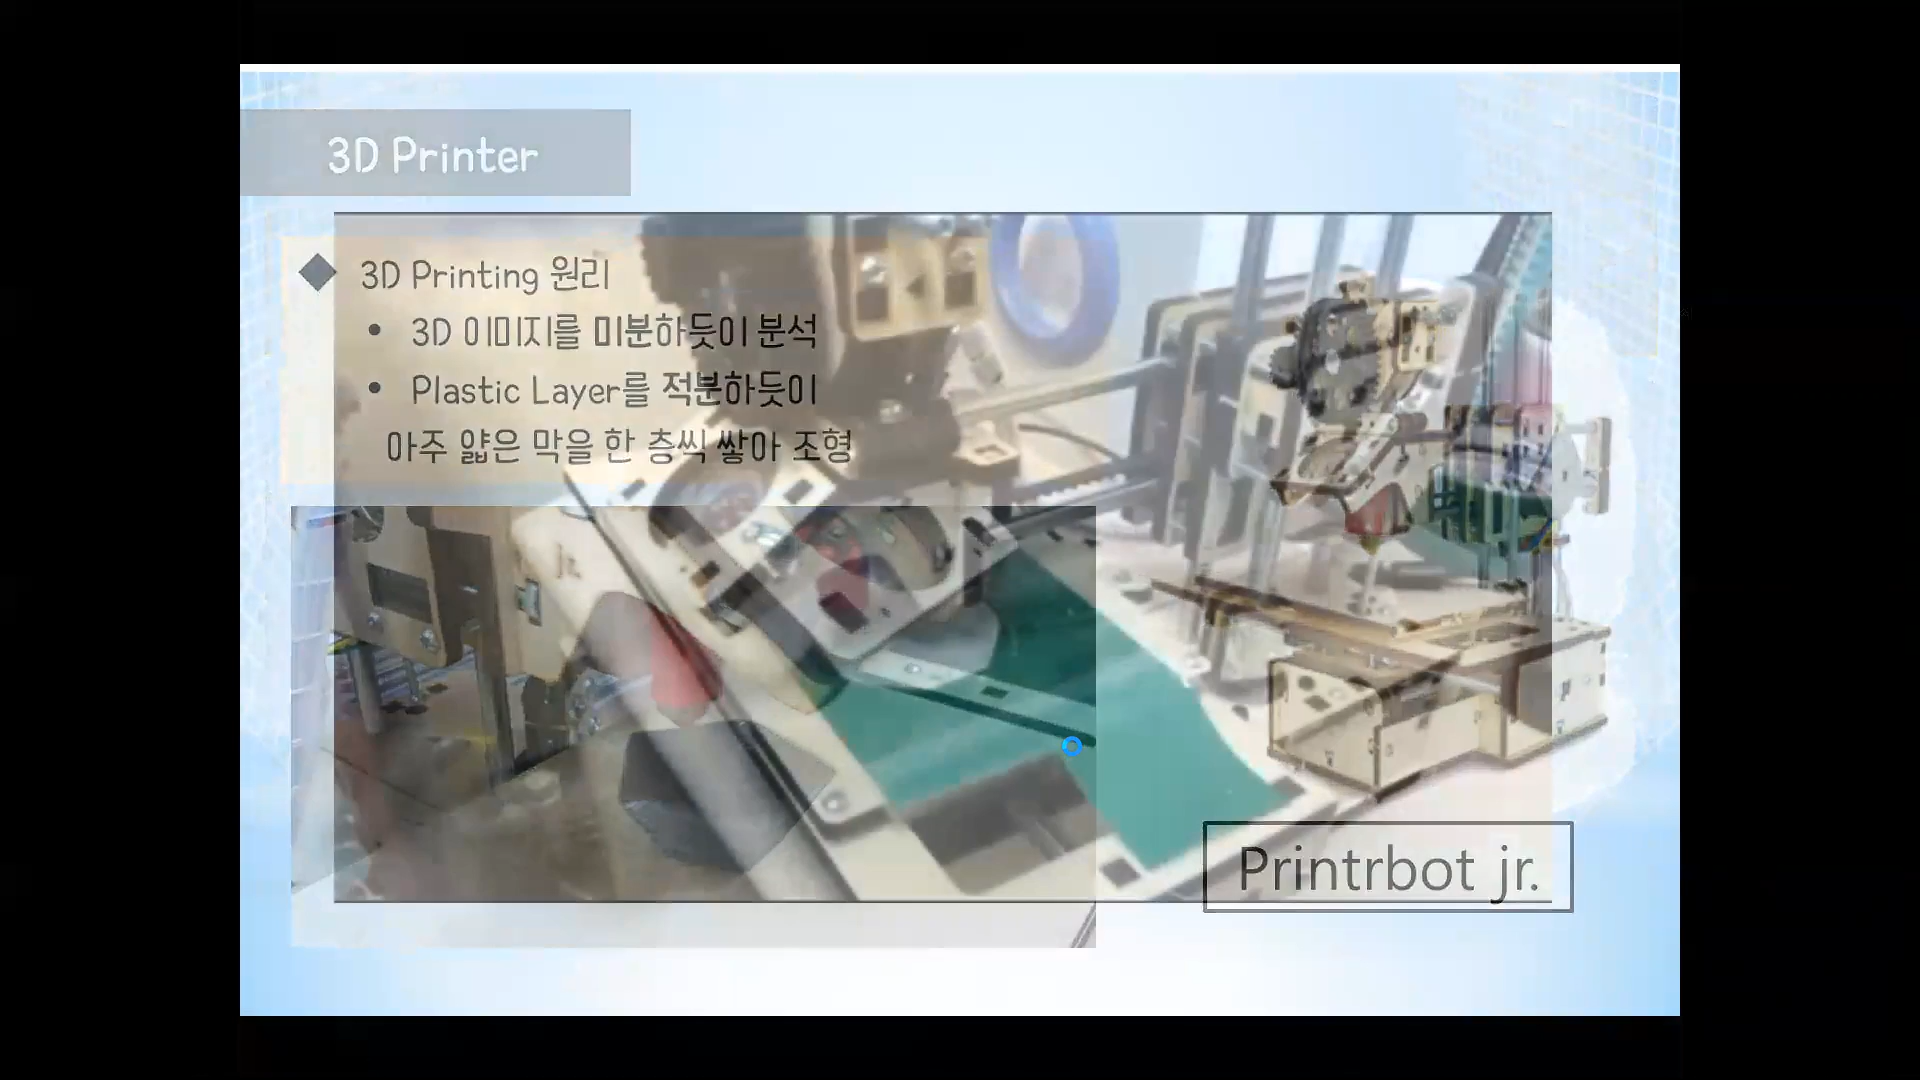 3D Printer
3D Printing 원리
3D 이미지를 미분하듯이 분석
Plastic Layer를 적분하듯이
아주 얇은 막을 한 층씩 쌓아 조형
jr.
Printrbot jr.